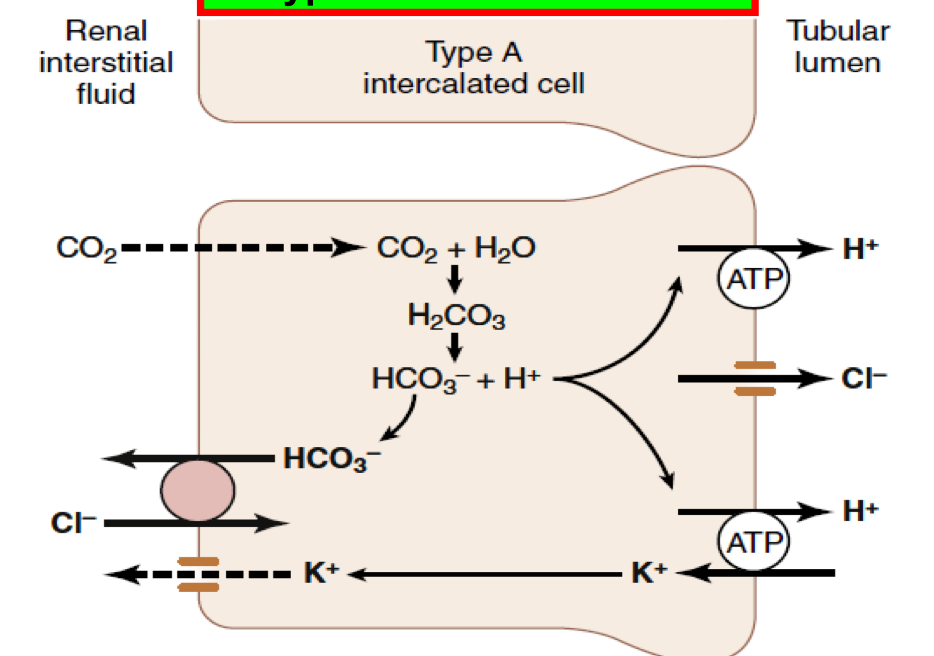 Renal
interstitial
fluid
Type A
intercalated cell
Tubular
lumen
CO₂
CO₂ + H₂O
H⁺
ATP
H₂CO₃
HCO₃⁻ + H⁺
Cl⁻
HCO₃⁻
Cl⁻
H⁺
ATP
K⁺
K⁺